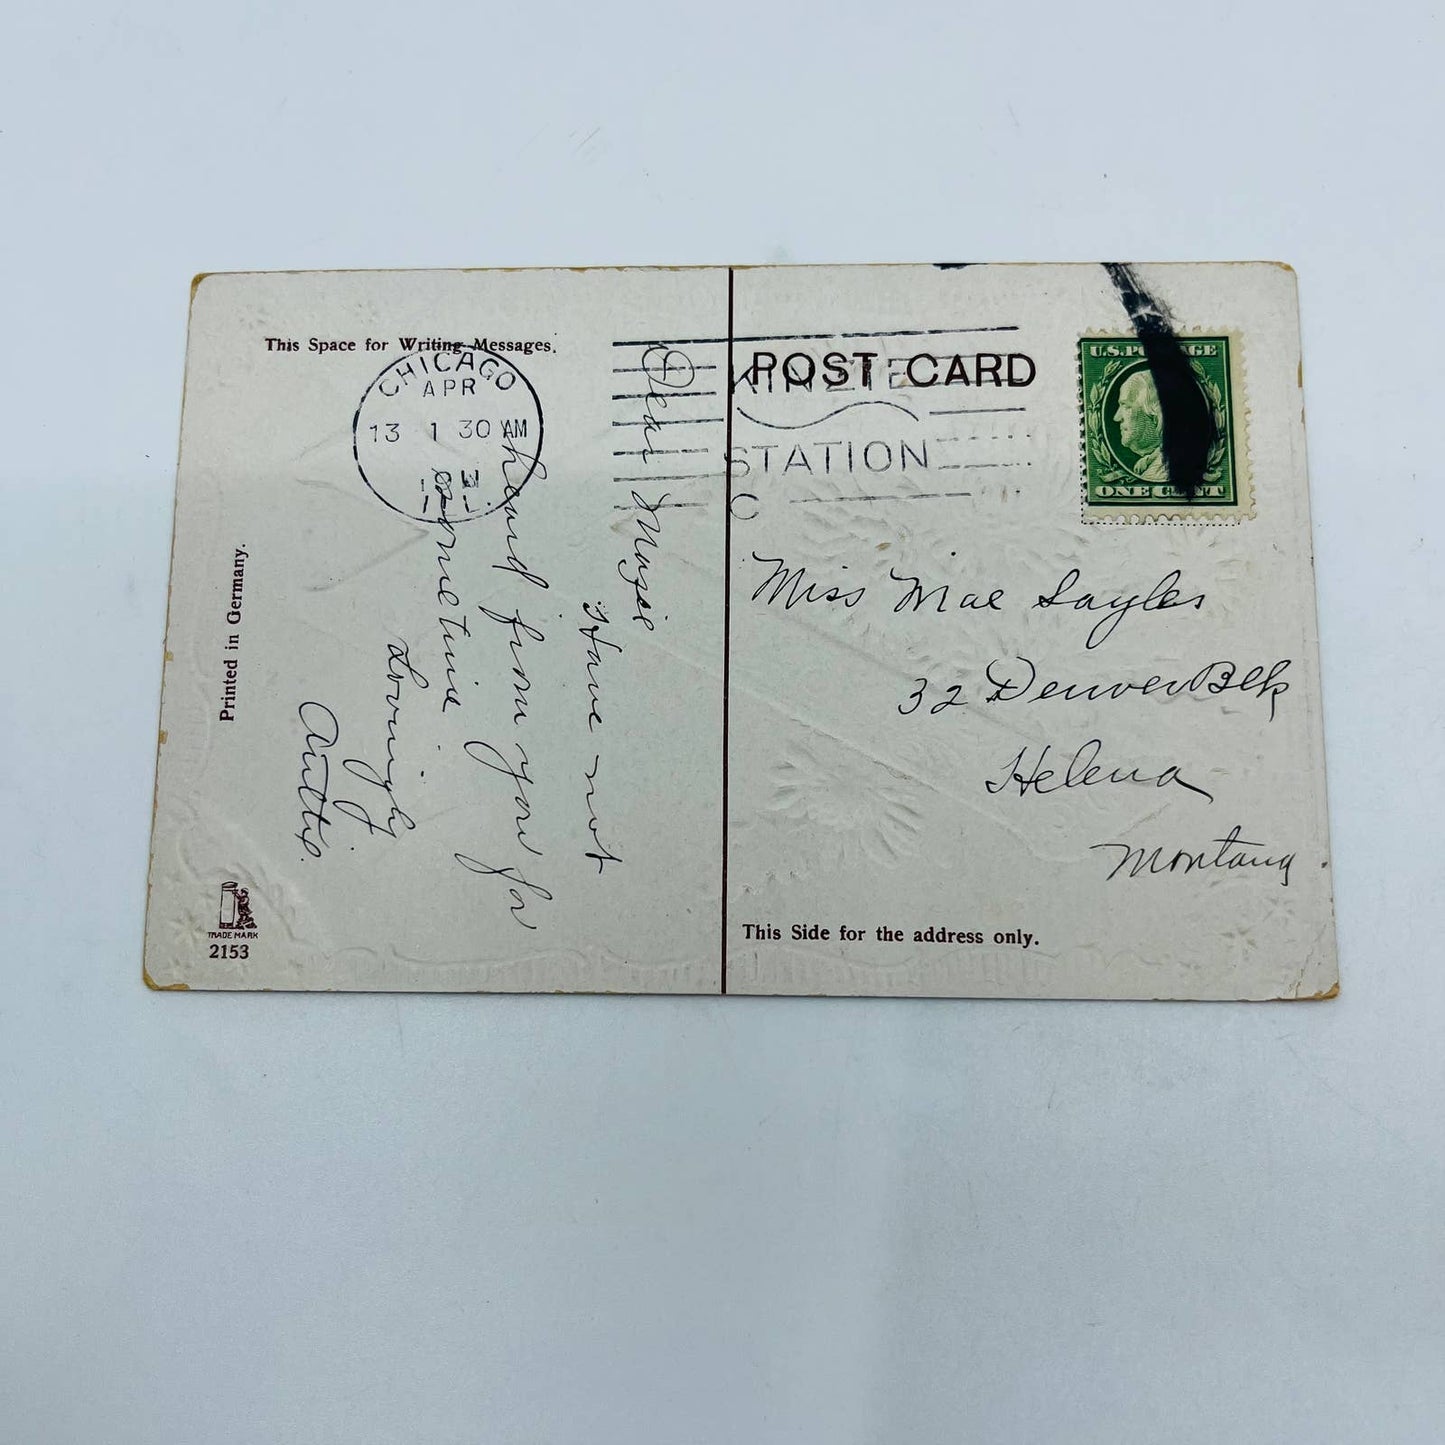 This Space for Writing Messages.
CHICAGO
APR
13 1 30 AM
POST CARD
KINZIE
STATION
C
U.S. POSTAGE
ONE CENT
Dear Mazie
I Have not
heard from you for
sometime
Lovingly
Miss Mae Sayles
32 Denver Blk
Helena
Montana.
Printed in Germany.
TRADE MARK
2153
This Side for the address only.